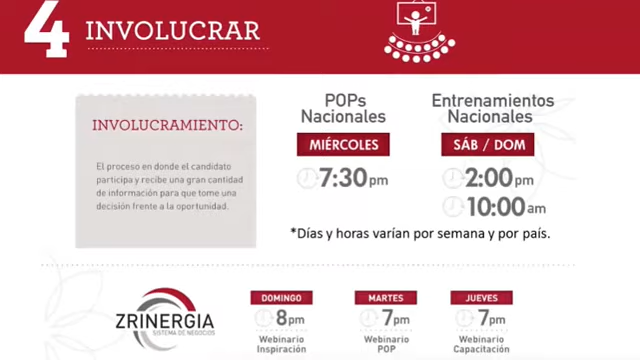 4 INVOLUCRAR
INVOLUCRAMIENTO:
El proceso en donde el candidato
participa y recibe una gran cantidad
de información para que tome una
decisión frente a la oportunidad.
POPs
Nacionales
MIÉRCOLES
7:30pm
Entrenamientos
Nacionales
SÁB / DOM
2:00pm
10:00am
*Días y horas varían por semana y por país.
ZRINERGIA
SISTEMA DE NEGOCIOS
DOMINGO
8pm
Webinario
Inspiración
MARTES
7pm
Webinario
POP
JUEVES
7pm
Webinario
Capacitación